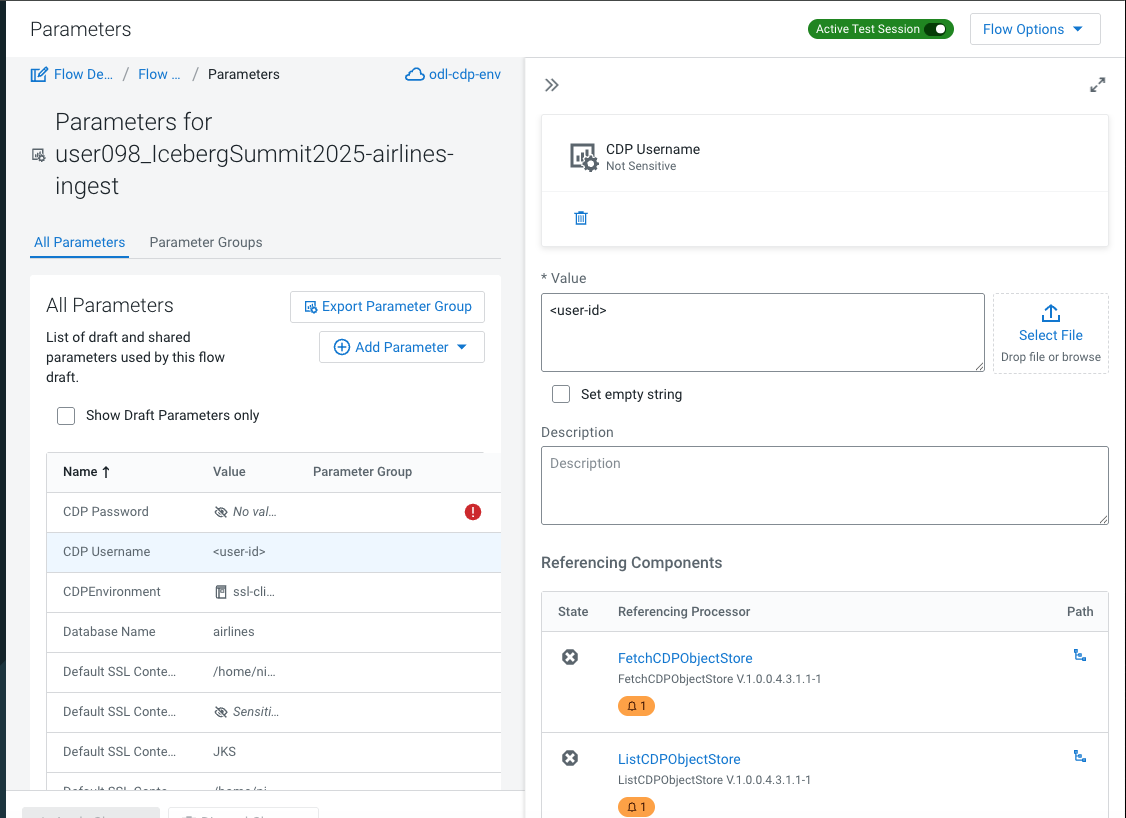 Parameters
Active Test Session
Flow Options
Flow De... / Flow ... / Parameters
odl-cdp-env
Parameters for
user098_IcebergSummit2025-airlines-
ingest
All Parameters
Parameter Groups
All Parameters
Export Parameter Group
List of draft and shared
parameters used by this flow
draft.
Add Parameter
Show Draft Parameters only
Name ↑ Value Parameter Group
CDP Password No val...
CDP Username <user-id>
CDPEnvironment ssl-cli...
Database Name airlines
Default SSL Conte... /home/ni...
Default SSL Conte... Sensiti...
Default SSL Conte... JKS
CDP Username
Not Sensitive
* Value
<user-id>
Select File
Drop file or browse
Set empty string
Description
Description
Referencing Components
State Referencing Processor Path
FetchCDPObjectStore
FetchCDPObjectStore V.1.0.0.4.3.1.1-1
1
ListCDPObjectStore
ListCDPObjectStore V.1.0.0.4.3.1.1-1
1